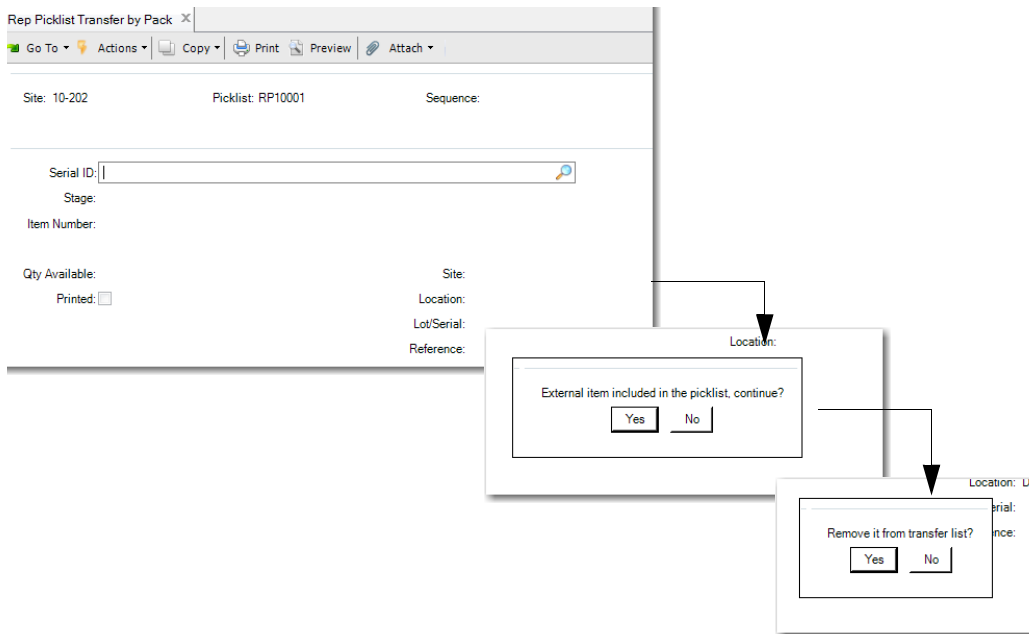 Rep Picklist Transfer by Pack
Go To Actions Copy Print Preview Attach
Site: 10-202 Picklist: RP10001 Sequence:
Serial ID:
Stage:
Item Number:
Qty Available: Site:
Printed: Location:
Lot/Serial:
Reference:
Location:
External item included in the picklist, continue?
Yes No
Location: D
erial:
Remove it from transfer list? nce:
Yes No